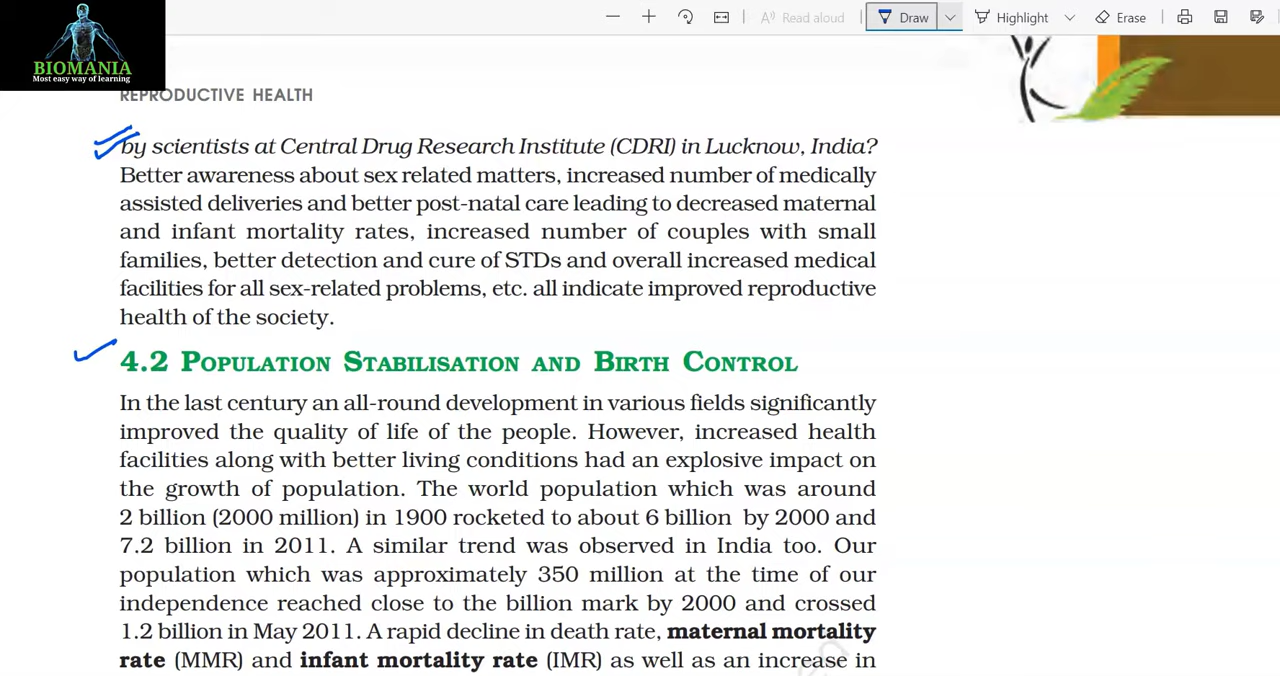 Read aloud
Draw
Highlight
Erase
BIOMANIA
Most easy way of learning
REPRODUCTIVE HEALTH
by scientists at Central Drug Research Institute (CDRI) in Lucknow, India?
Better awareness about sex related matters, increased number of medically
assisted deliveries and better post-natal care leading to decreased maternal
and infant mortality rates, increased number of couples with small
families, better detection and cure of STDs and overall increased medical
facilities for all sex-related problems, etc. all indicate improved reproductive
health of the society.
4.2 POPULATION STABILISATION AND BIRTH CONTROL
In the last century an all-round development in various fields significantly
improved the quality of life of the people. However, increased health
facilities along with better living conditions had an explosive impact on
the growth of population. The world population which was around
2 billion (2000 million) in 1900 rocketed to about 6 billion by 2000 and
7.2 billion in 2011. A similar trend was observed in India too. Our
population which was approximately 350 million at the time of our
independence reached close to the billion mark by 2000 and crossed
1.2 billion in May 2011. A rapid decline in death rate, maternal mortality
rate (MMR) and infant mortality rate (IMR) as well as an increase in